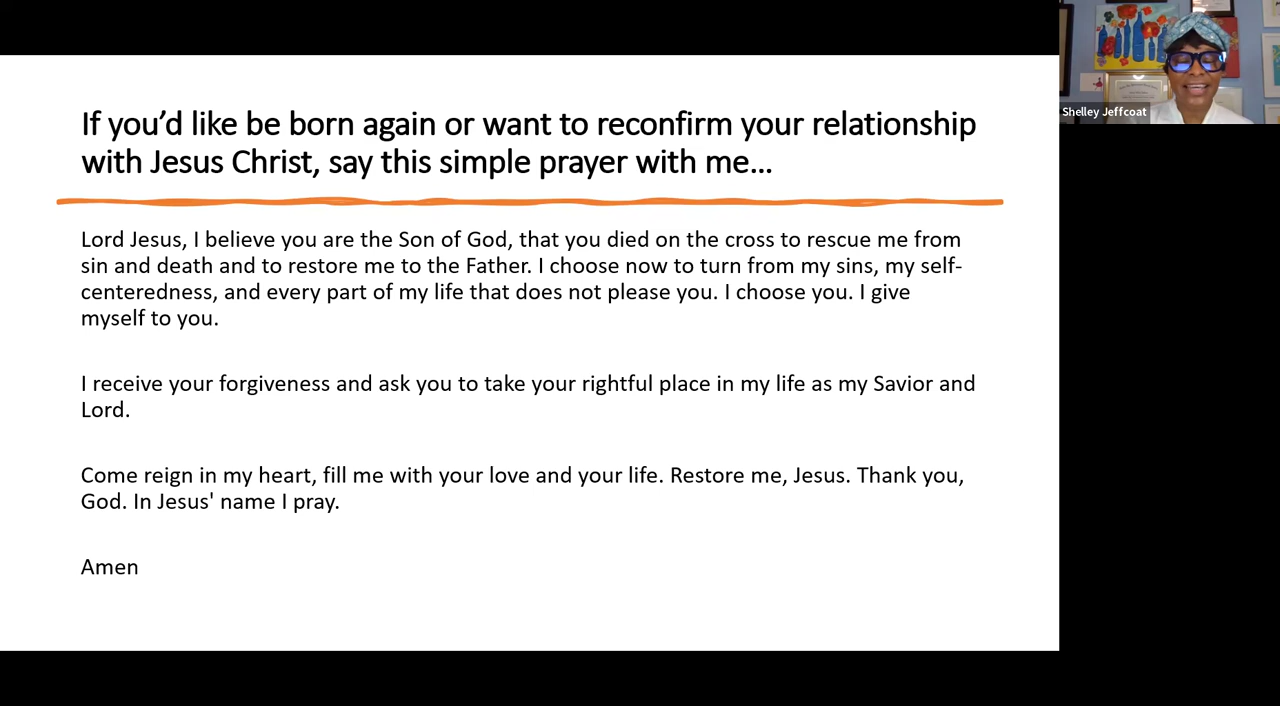 If you’d like be born again or want to reconfirm your relationship
with Jesus Christ, say this simple prayer with me…
Lord Jesus, I believe you are the Son of God, that you died on the cross to rescue me from
sin and death and to restore me to the Father. I choose now to turn from my sins, my self-
centeredness, and every part of my life that does not please you. I choose you. I give
myself to you.
I receive your forgiveness and ask you to take your rightful place in my life as my Savior and
Lord.
Come reign in my heart, fill me with your love and your life. Restore me, Jesus. Thank you,
God. In Jesus' name I pray.
Amen
Shelley Jeffcoat